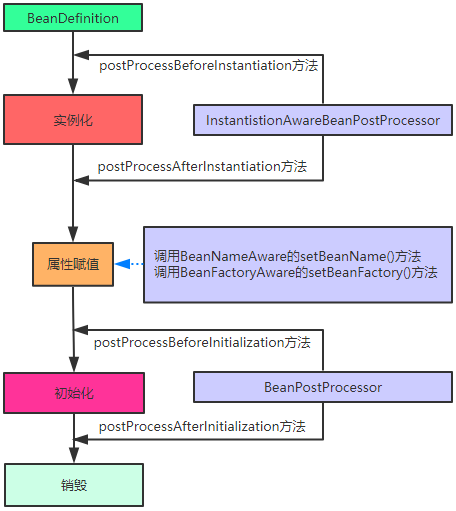 BeanDefinition
postProcessBeforeInstantiation方法
实例化
InstantistionAwareBeanPostProcessor
postProcessAfterInstantiation方法
属性赋值
调用BeanNameAware的setBeanName()方法
调用BeanFactoryAware的setBeanFactory()方法
postProcessBeforeInitialization方法
初始化
BeanPostProcessor
postProcessAfterInitialization方法
销毁